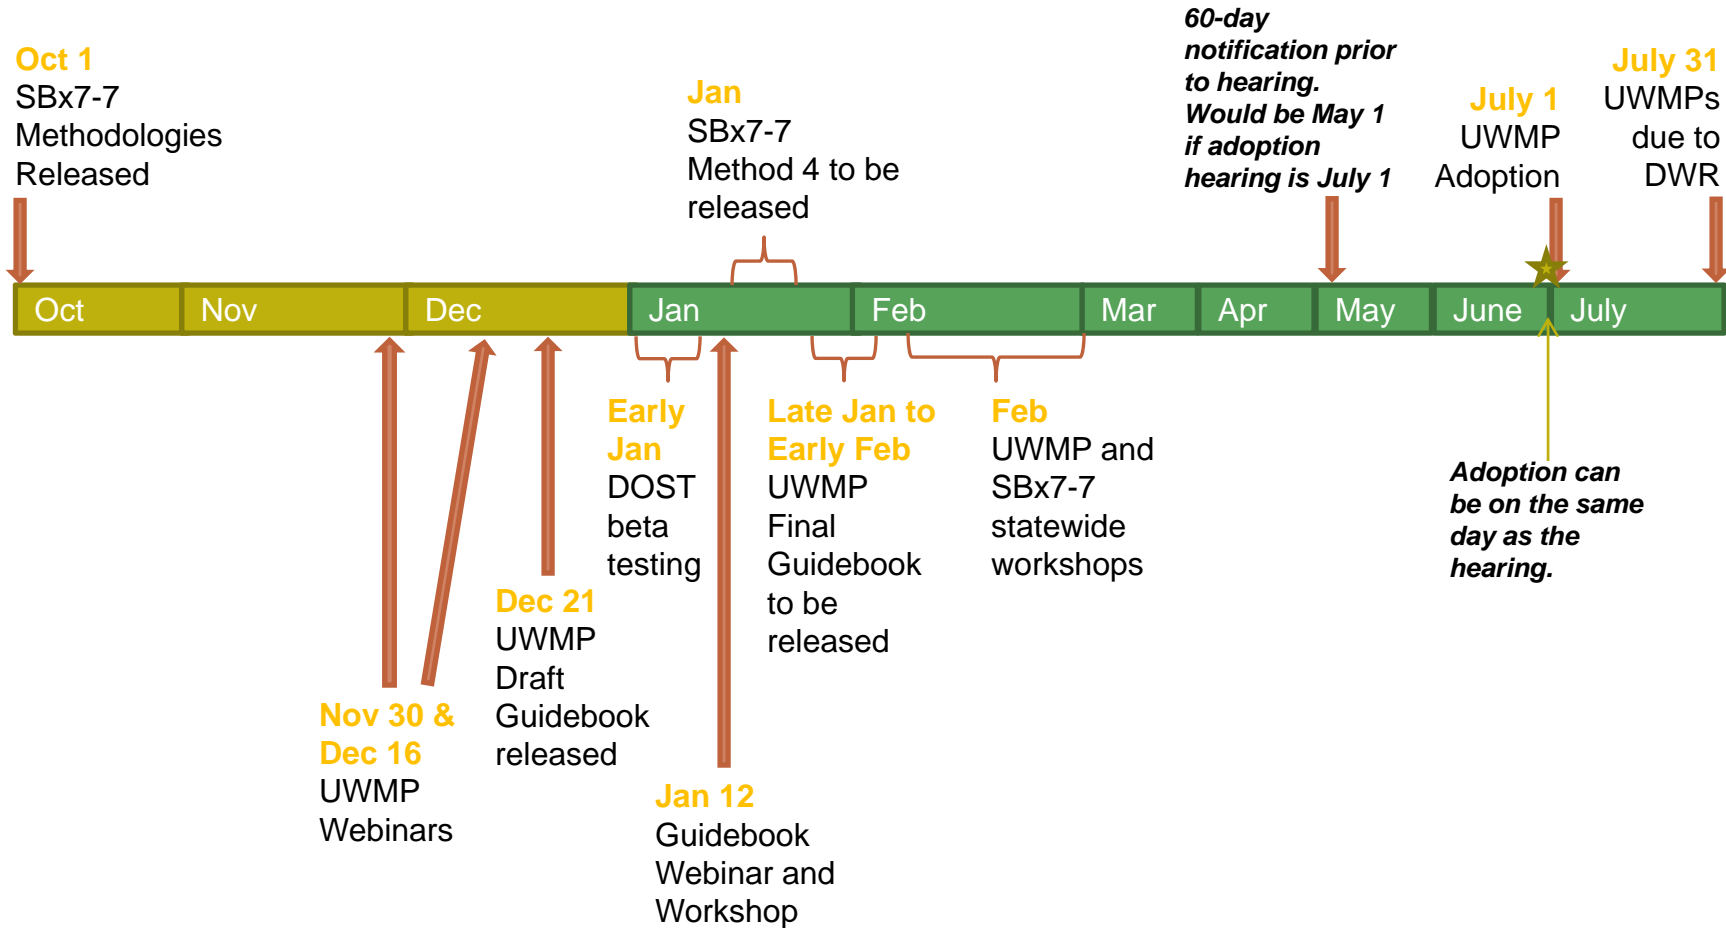 Oct 1
SBx7-7
Methodologies
Released
Jan
SBx7-7
Method 4 to be
released
60-day
notification prior
to hearing.
Would be May 1
if adoption
hearing is July 1
July 1
UWMP
Adoption
July 31
UWMPs
due to
DWR
Oct
Nov
Dec
Jan
Feb
Mar
Apr
May
June
July
Nov 30 &
Dec 16
UWMP
Webinars
Dec 21
UWMP
Draft
Guidebook
released
Early
Jan
DOST
beta
testing
Jan 12
Guidebook
Webinar and
Workshop
Late Jan to
Early Feb
UWMP
Final
Guidebook
to be
released
Feb
UWMP and
SBx7-7
statewide
workshops
Adoption can
be on the same
day as the
hearing.